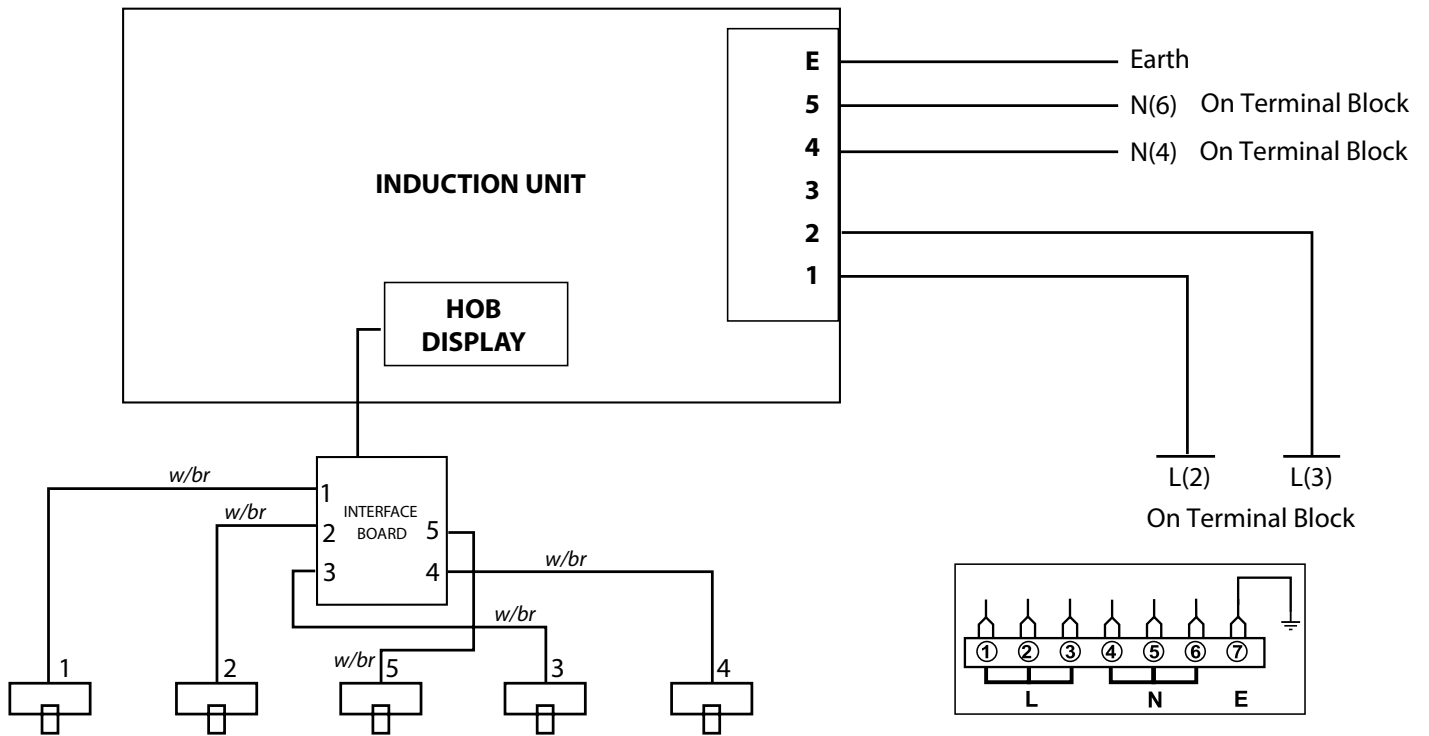 E
Earth
5
N(6) On Terminal Block
4
N(4) On Terminal Block
INDUCTION UNIT
3
2
1
HOB
DISPLAY
w/br
1
w/br
INTERFACE
BOARD
2
5
3
4
w/br
w/br
w/br
L(2)
L(3)
On Terminal Block
1
2
5
3
4
1 2 3 4 5 6 7
L N E